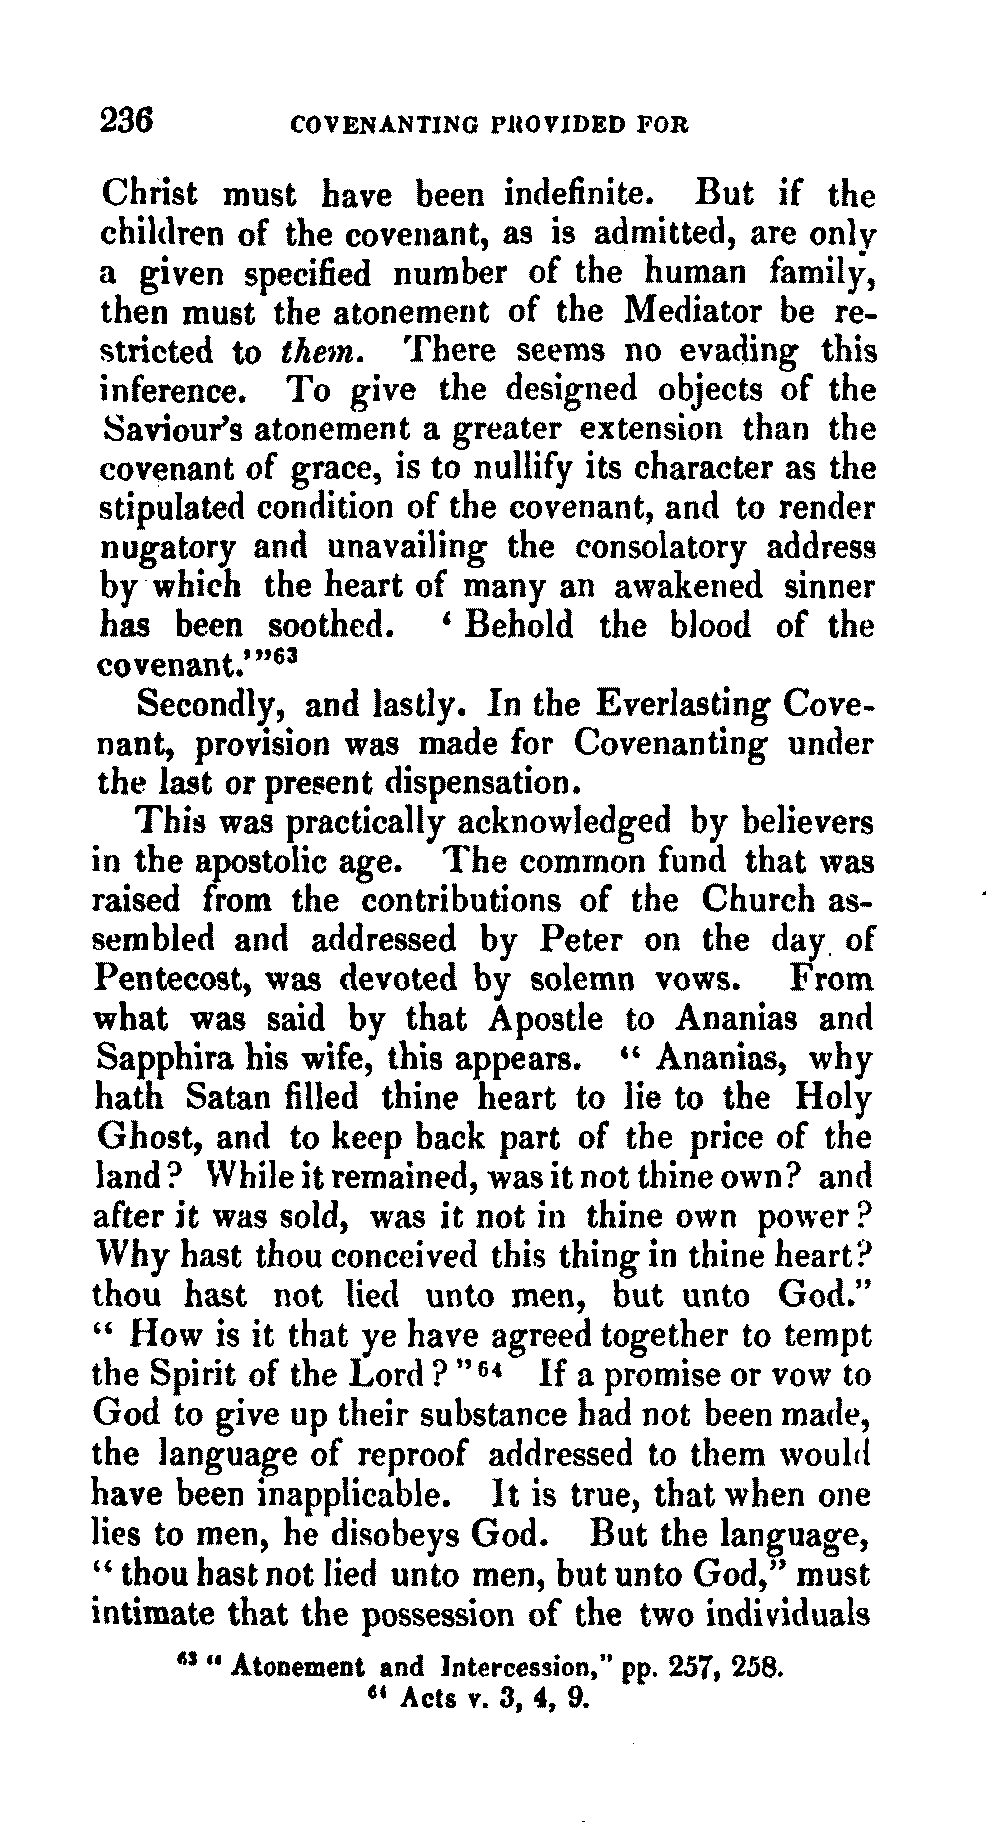 236 COVENANTING PROVIDED FOR
Christ must have been indefinite. But if the
children of the covenant, as is admitted, are only
a given specified number of the human family,
then must the atonement of the Mediator be re-
stricted to them. There seems no evading this
inference. To give the designed objects of the
Saviour's atonement a greater extension than the
covenant of grace, is to nullify its character as the
stipulated condition of the covenant, and to render
nugatory and unavailing the consolatory address
by which the heart of many an awakened sinner
has been soothed. ‘ Behold the blood of the
covenant.’”63
Secondly, and lastly. In the Everlasting Cove-
nant, provision was made for Covenanting under
the last or present dispensation.
This was practically acknowledged by believers
in the apostolic age. The common fund that was
raised from the contributions of the Church as-
sembled and addressed by Peter on the day of
Pentecost, was devoted by solemn vows. From
what was said by that Apostle to Ananias and
Sapphira his wife, this appears. “ Ananias, why
hath Satan filled thine heart to lie to the Holy
Ghost, and to keep back part of the price of the
land? While it remained, was it not thine own? and
after it was sold, was it not in thine own power?
Why hast thou conceived this thing in thine heart?
thou hast not lied unto men, but unto God.”
“ How is it that ye have agreed together to tempt
the Spirit of the Lord ? ”64 If a promise or vow to
God to give up their substance had not been made,
the language of reproof addressed to them would
have been inapplicable. It is true, that when one
lies to men, he disobeys God. But the language,
“ thou hast not lied unto men, but unto God,” must
intimate that the possession of the two individuals
63 “ Atonement and Intercession,” pp. 257, 258.
64 Acts v. 3, 4, 9.